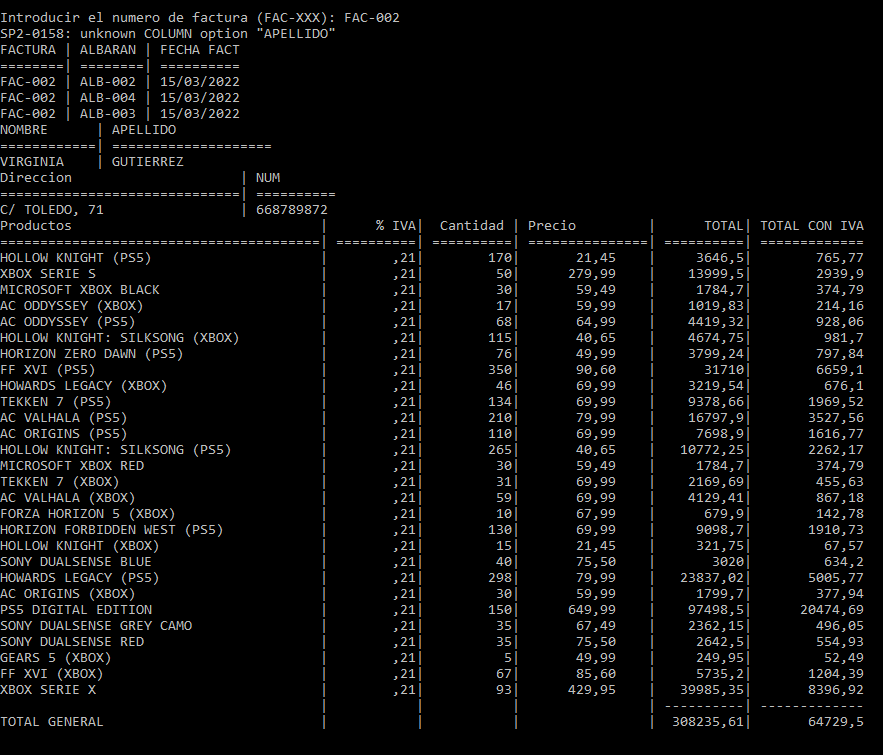 Introducir el numero de factura (FAC-XXX): FAC-002
SP2-0158: unknown COLUMN option "APELLIDO"
FACTURA | ALBARAN | FECHA FACT
========| ========| ==========
FAC-002 | ALB-002 | 15/03/2022
FAC-002 | ALB-004 | 15/03/2022
FAC-002 | ALB-003 | 15/03/2022
NOMBRE      | APELLIDO
============| ====================
VIRGINIA    | GUTIERREZ
Direccion                     | NUM
==============================| ==========
C/ TOLEDO, 71                 | 668789872
Productos                               |      % IVA|  Cantidad | Precio         |      TOTAL| TOTAL CON IVA
========================================| ==========| ==========| ===============| ==========| =============
HOLLOW KNIGHT (PS5)                     |        ,21|        170|       21,45    |     3646,5|        765,77
XBOX SERIE S                            |        ,21|         50|      279,99    |    13999,5|        2939,9
MICROSOFT XBOX BLACK                    |        ,21|         30|       59,49    |     1784,7|        374,79
AC ODDYSSEY (XBOX)                      |        ,21|         17|       59,99    |    1019,83|        214,16
AC ODDYSSEY (PS5)                       |        ,21|         68|       64,99    |    4419,32|        928,06
HOLLOW KNIGHT: SILKSONG (XBOX)          |        ,21|        115|       40,65    |    4674,75|         981,7
HORIZON ZERO DAWN (PS5)                 |        ,21|         76|       49,99    |    3799,24|        797,84
FF XVI (PS5)                            |        ,21|        350|       90,60    |      31710|        6659,1
HOWARDS LEGACY (XBOX)                   |        ,21|         46|       69,99    |    3219,54|         676,1
TEKKEN 7 (PS5)                          |        ,21|        134|       69,99    |    9378,66|       1969,52
AC VALHALA (PS5)                        |        ,21|        210|       79,99    |    16797,9|       3527,56
AC ORIGINS (PS5)                        |        ,21|        110|       69,99    |     7698,9|       1616,77
HOLLOW KNIGHT: SILKSONG (PS5)           |        ,21|        265|       40,65    |   10772,25|       2262,17
MICROSOFT XBOX RED                      |        ,21|         30|       59,49    |     1784,7|        374,79
TEKKEN 7 (XBOX)                         |        ,21|         31|       69,99    |    2169,69|        455,63
AC VALHALA (XBOX)                       |        ,21|         59|       69,99    |    4129,41|        867,18
FORZA HORIZON 5 (XBOX)                  |        ,21|         10|       67,99    |      679,9|        142,78
HORIZON FORBIDDEN WEST (PS5)            |        ,21|        130|       69,99    |     9098,7|       1910,73
HOLLOW KNIGHT (XBOX)                    |        ,21|         15|       21,45    |     321,75|         67,57
SONY DUALSENSE BLUE                     |        ,21|         40|       75,50    |       3020|         634,2
HOWARDS LEGACY (PS5)                    |        ,21|        298|       79,99    |   23837,02|       5005,77
AC ORIGINS (XBOX)                       |        ,21|         30|       59,99    |     1799,7|        377,94
PS5 DIGITAL EDITION                     |        ,21|        150|      649,99    |    97498,5|      20474,69
SONY DUALSENSE GREY CAMO                |        ,21|         35|       67,49    |    2362,15|        496,05
SONY DUALSENSE RED                      |        ,21|         35|       75,50    |     2642,5|        554,93
GEARS 5 (XBOX)                          |        ,21|          5|       49,99    |     249,95|         52,49
FF XVI (XBOX)                           |        ,21|         67|       85,60    |     5735,2|       1204,39
XBOX SERIE X                            |        ,21|         93|      429,95    |   39985,35|       8396,92
                                        |           |           |                | ----------| -------------
TOTAL GENERAL                           |           |           |                |  308235,61|       64729,5